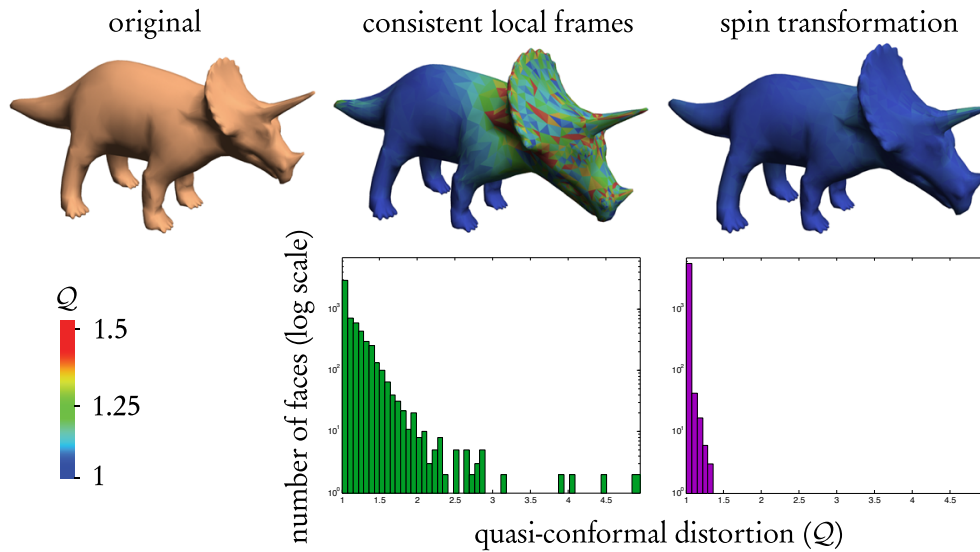 original
consistent local frames
spin transformation
Q
1.5
1.25
1
number of faces (log scale)
10³
10²
10¹
10⁰
1 1.5 2 2.5 3 3.5 4 4.5
10³
10²
10¹
10⁰
1 1.5 2 2.5 3 3.5 4 4.5
quasi-conformal distortion (Q)